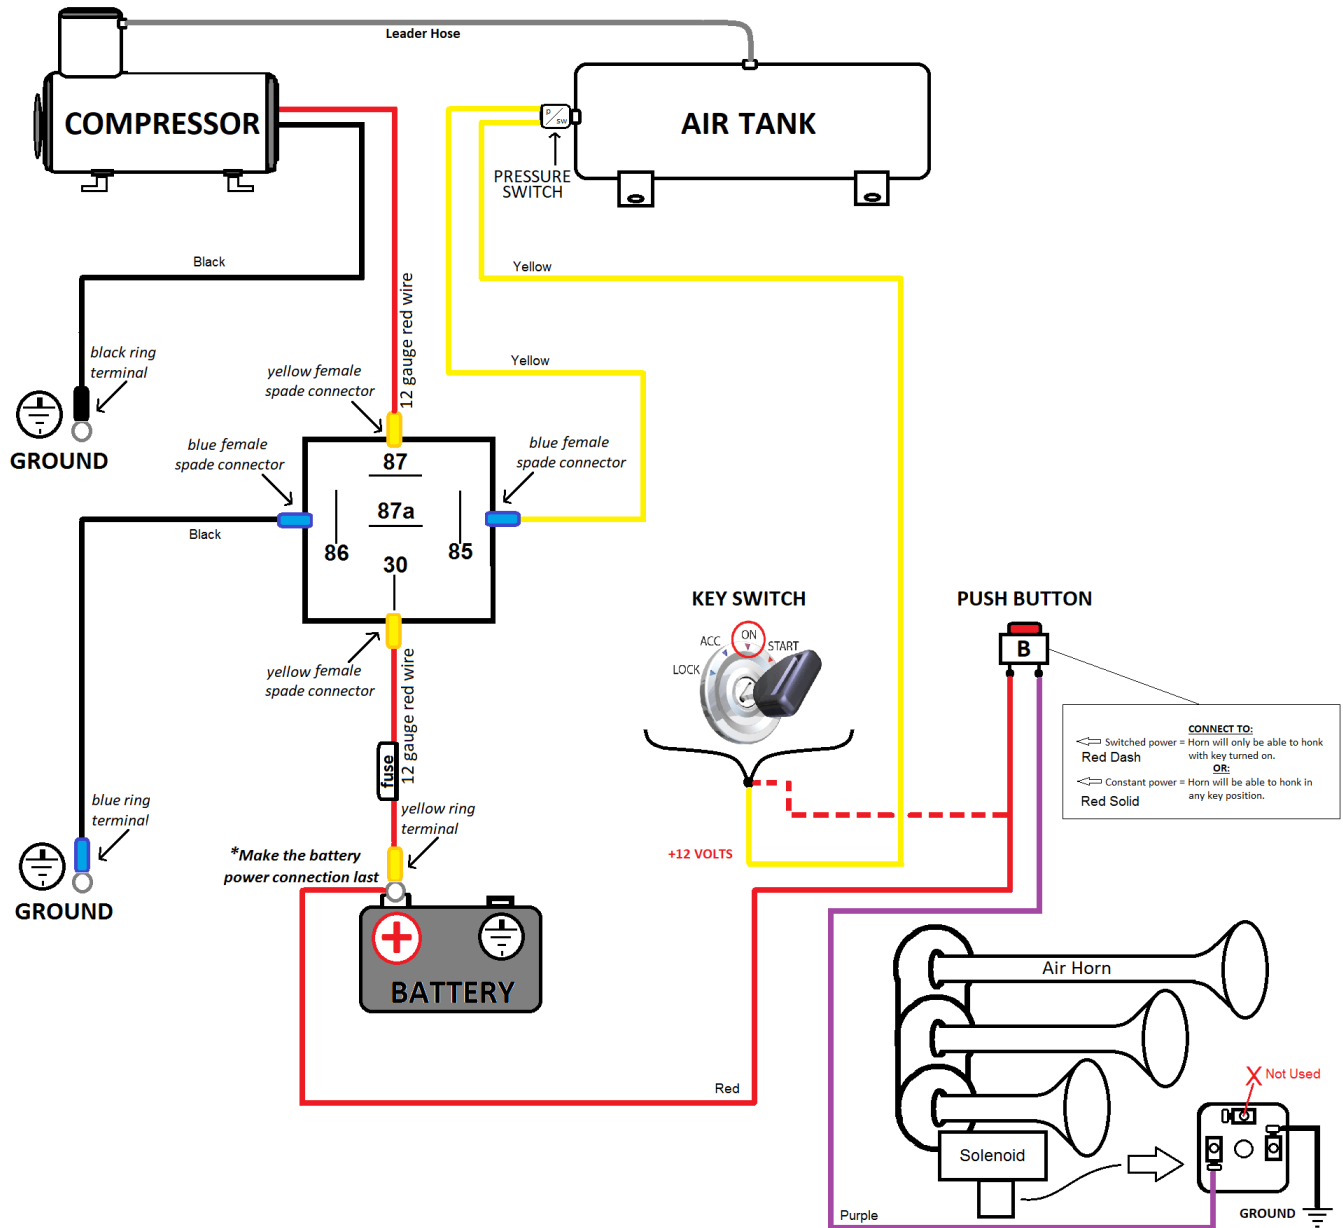 Leader Hose
COMPRESSOR
AIR TANK
P
sw
PRESSURE
SWITCH
Black
Yellow
12 gauge red wire
black ring
terminal
yellow female
spade connector
Yellow
GROUND
blue female
spade connector
blue female
spade connector
87
87a
86
85
30
Black
yellow female
spade connector
12 gauge red wire
fuse
KEY SWITCH
LOCK
ACC
ON
START
PUSH BUTTON
B
CONNECT TO:
Switched power = Horn will only be able to honk
with key turned on.
Red Dash
OR:
Constant power = Horn will be able to honk in
any key position.
Red Solid
blue ring
terminal
yellow ring
terminal
*Make the battery
power connection last
+12 VOLTS
GROUND
+
BATTERY
Air Horn
Red
X Not Used
Solenoid
Purple
GROUND